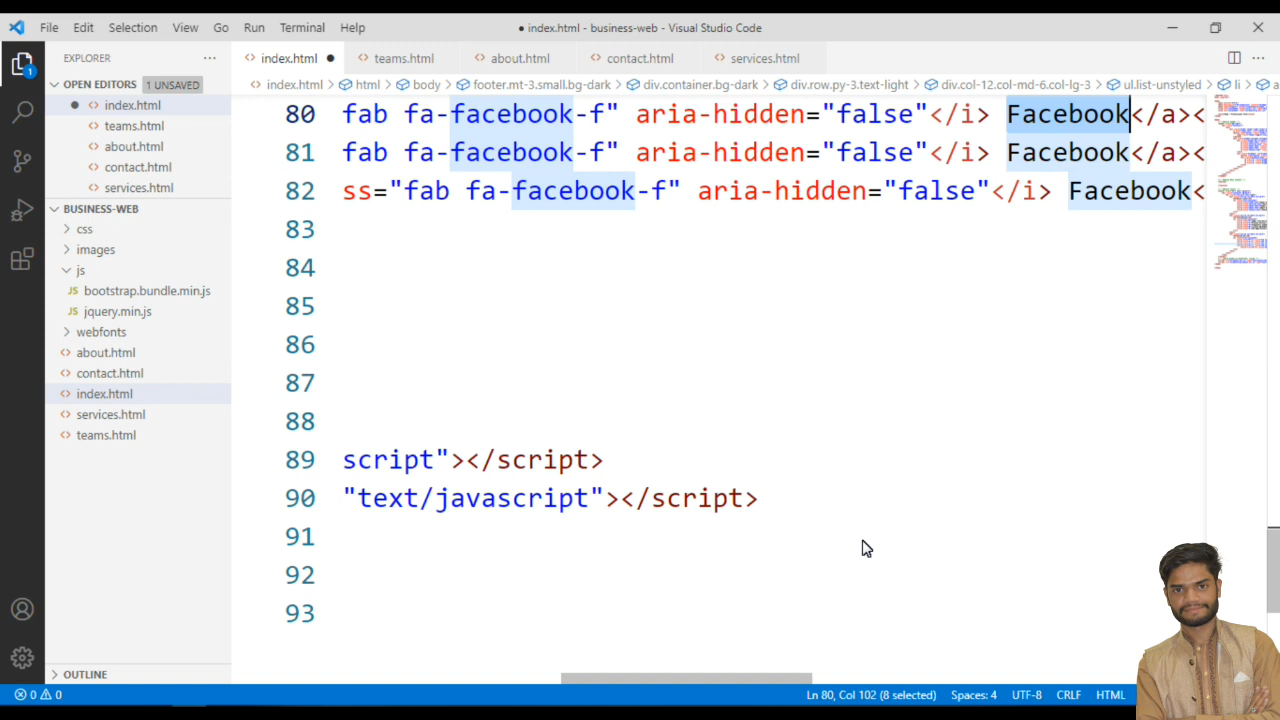 File Edit Selection View Go Run Terminal Help ● index.html - business-web - Visual Studio Code
EXPLORER ··· <> index.html ● <> teams.html <> about.html <> contact.html <> services.html ···
OPEN EDITORS 1 UNSAVED index.html > html > body > footer.mt-3.small.bg-dark > div.container.bg-dark > div.row.py-3.text-light > div.col-12.col-md-6.col-lg-3 > ul.list-unstyled > li > a
1
● <> index.html
<> teams.html
<> about.html
<> contact.html
<> services.html
BUSINESS-WEB
> css
> images
js
JS bootstrap.bundle.min.js
JS jquery.min.js
> webfonts
<> about.html
<> contact.html
<> index.html
<> services.html
<> teams.html
> OUTLINE
80 fab fa-facebook-f" aria-hidden="false"</i> Facebook</a><
81 fab fa-facebook-f" aria-hidden="false"</i> Facebook</a><
82 ss="fab fa-facebook-f" aria-hidden="false"</i> Facebook<
83
84
85
86
87
88
89 script"></script>
90 "text/javascript"></script>
91
92
93
0 0 Ln 80, Col 102 (8 selected) Spaces: 4 UTF-8 CRLF HTML